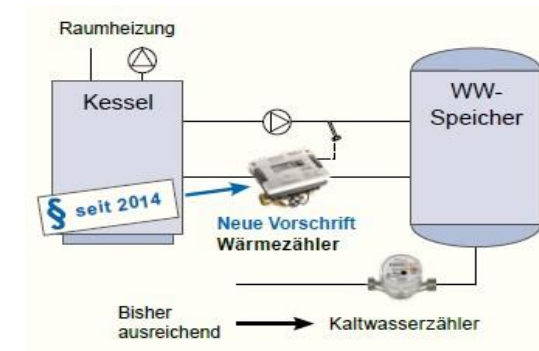 Raumheizung
Kessel
WW-
Speicher
§ seit 2014
Neue Vorschrift
Wärmezähler
Bisher
ausreichend
Kaltwasserzähler